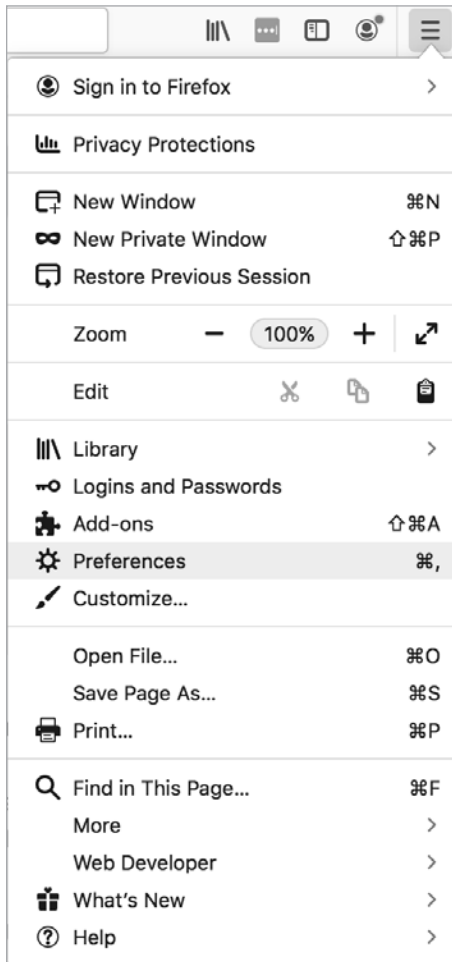 Sign in to Firefox
Privacy Protections
New Window ⌘N
New Private Window ⇧⌘P
Restore Previous Session
Zoom − 100% +
Edit
Library
Logins and Passwords
Add-ons ⇧⌘A
Preferences ⌘,
Customize...
Open File... ⌘O
Save Page As... ⌘S
Print... ⌘P
Find in This Page... ⌘F
More
Web Developer
What's New
Help